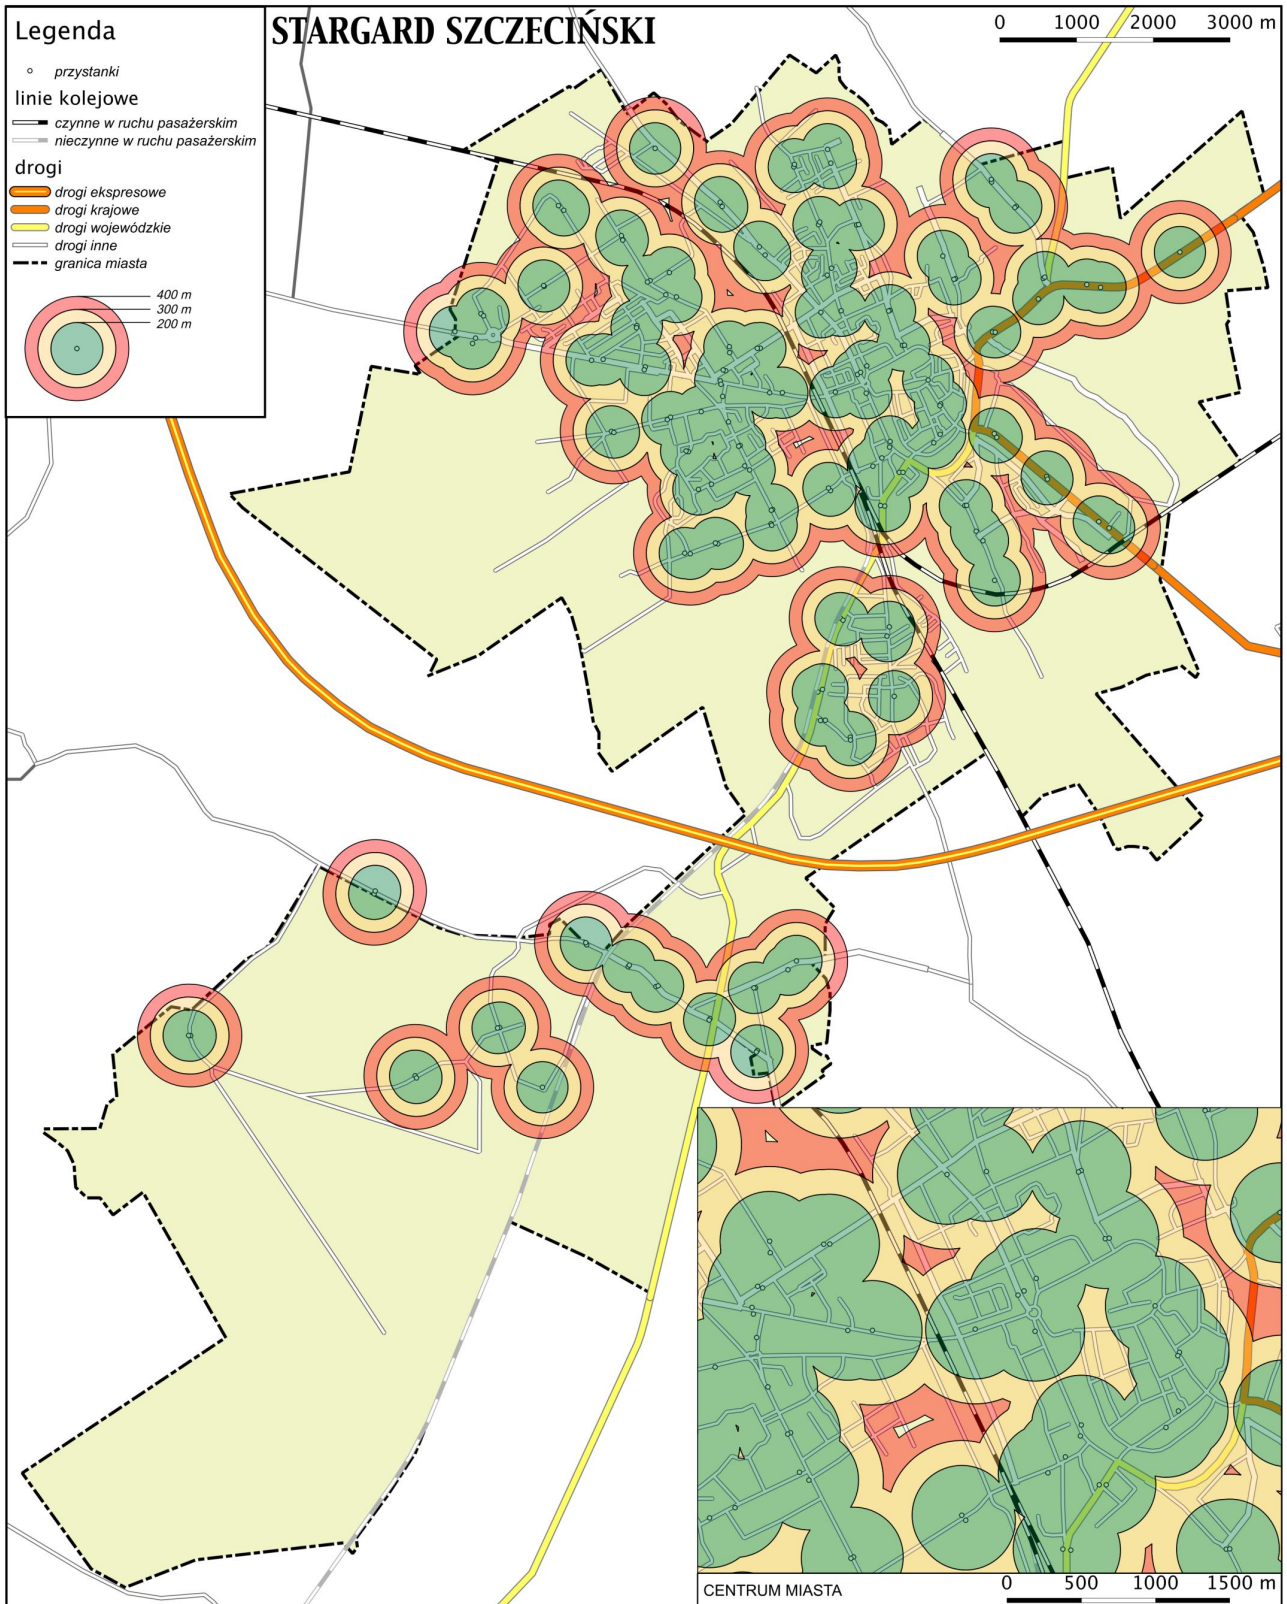 STARGARD SZCZECIŃSKI
0 1000 2000 3000 m
Legenda
przystanki
linie kolejowe
czynne w ruchu pasażerskim
nieczynne w ruchu pasażerskim
drogi
drogi ekspresowe
drogi krajowe
drogi wojewódzkie
drogi inne
granica miasta
400 m
300 m
200 m
CENTRUM MIASTA
0 500 1000 1500 m